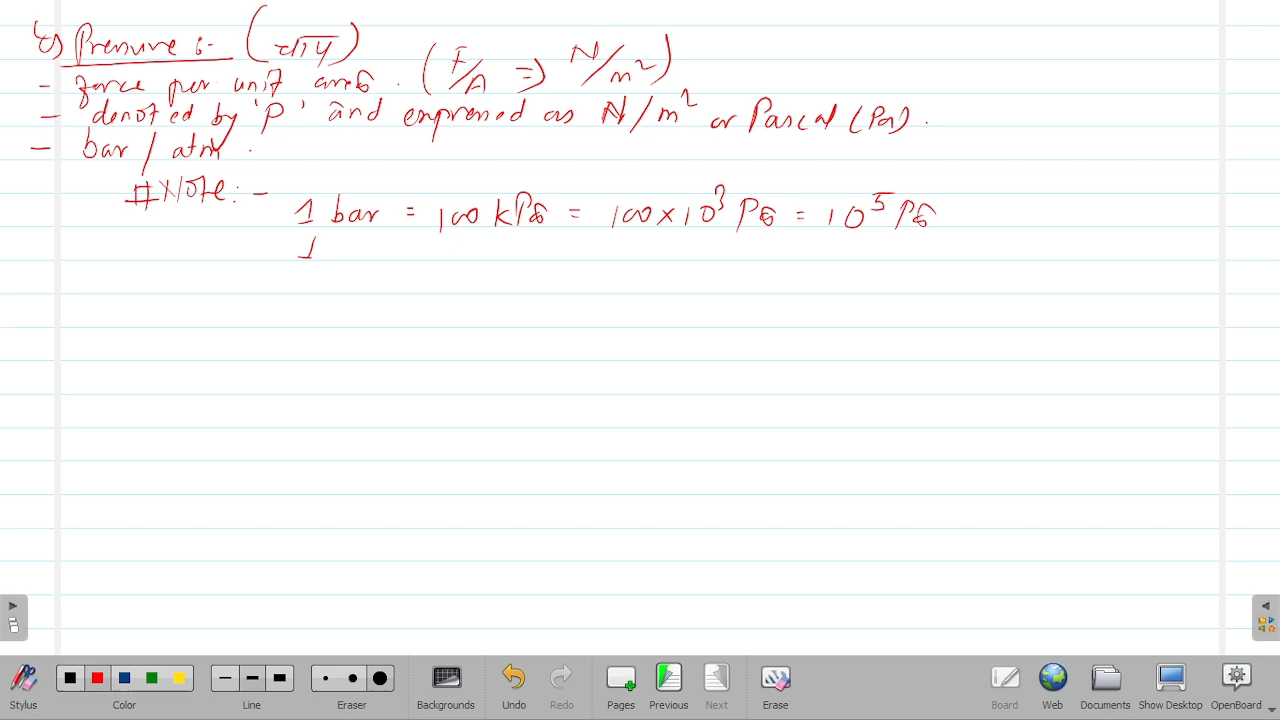 Pressure :- (चाप)
- force per unit area . (F/A => N/m²)
- denoted by 'P' and expressed as N/m² or Pascal (Pa) .
- bar / atm .
# Note : -
1 bar = 100 kPa = 100 x 10³ Pa = 10⁵ Pa
1
Stylus Color Line Eraser Backgrounds Undo Redo Pages Previous Next Erase Board Web Documents Show Desktop OpenBoard